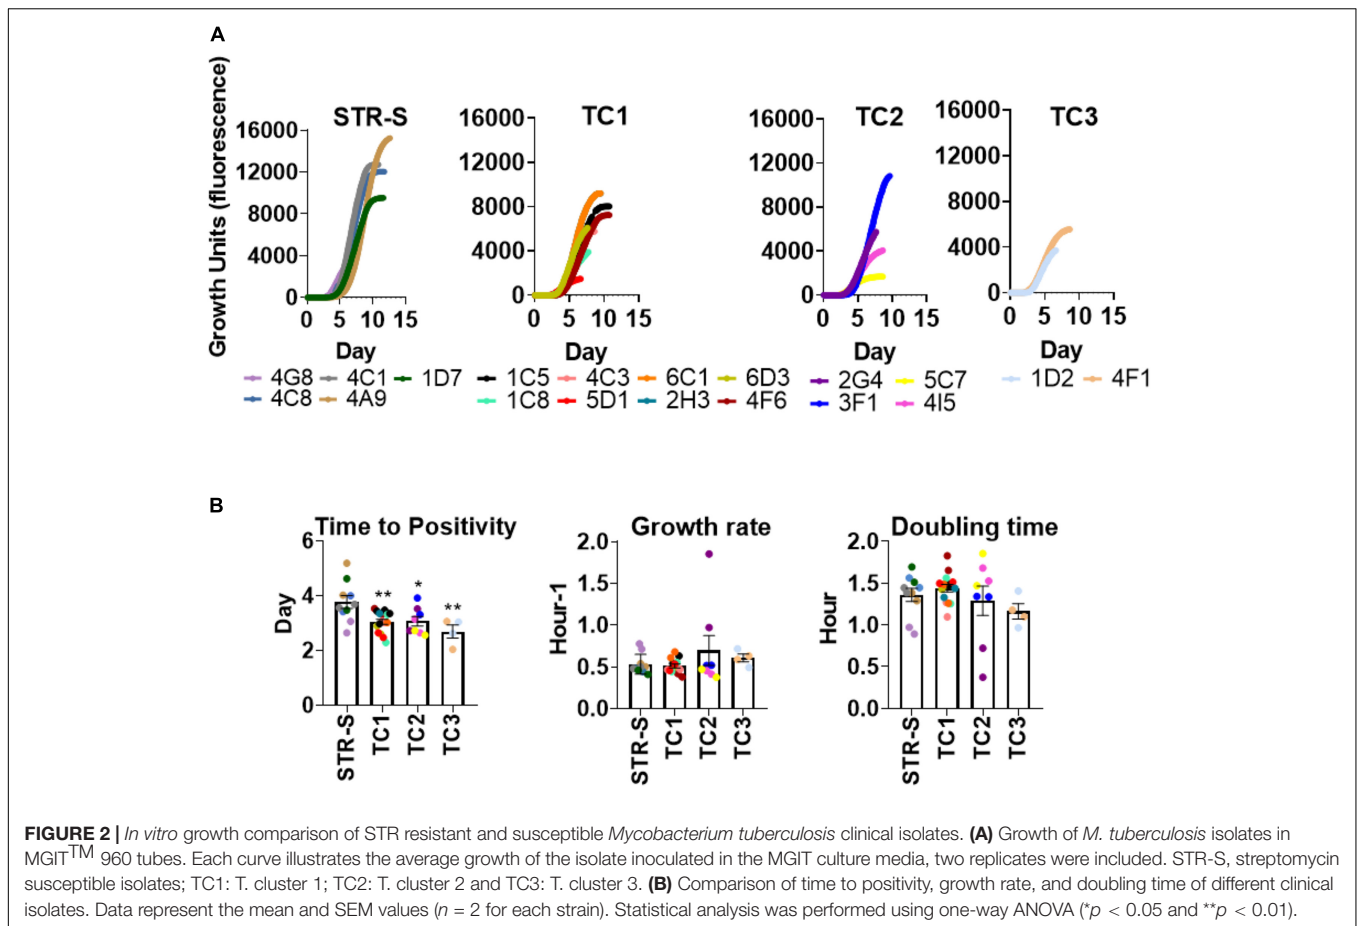 A
Growth Units (fluorescence)
STR-S
16000
12000
8000
4000
0
0 5 10 15
Day
TC1
16000
12000
8000
4000
0
0 5 10 15
Day
TC2
16000
12000
8000
4000
0
0 5 10 15
Day
TC3
16000
12000
8000
4000
0
0 5 10 15
Day
4G8 4C1 1D7
4C8 4A9
1C5 4C3 6C1 6D3
1C8 5D1 2H3 4F6
2G4 5C7
3F1 4I5
1D2 4F1
B
Time to Positivity
Day
6
4
2
0
** * **
STR-S TC1 TC2 TC3
Growth rate
Hour-1
2.0
1.5
1.0
0.5
0.0
STR-S TC1 TC2 TC3
Doubling time
Hour
2.0
1.5
1.0
0.5
0.0
STR-S TC1 TC2 TC3
FIGURE 2 | In vitro growth comparison of STR resistant and susceptible Mycobacterium tuberculosis clinical isolates. (A) Growth of M. tuberculosis isolates in
MGIT™ 960 tubes. Each curve illustrates the average growth of the isolate inoculated in the MGIT culture media, two replicates were included. STR-S, streptomycin
susceptible isolates; TC1: T. cluster 1; TC2: T. cluster 2 and TC3: T. cluster 3. (B) Comparison of time to positivity, growth rate, and doubling time of different clinical
isolates. Data represent the mean and SEM values (n = 2 for each strain). Statistical analysis was performed using one-way ANOVA (*p < 0.05 and **p < 0.01).